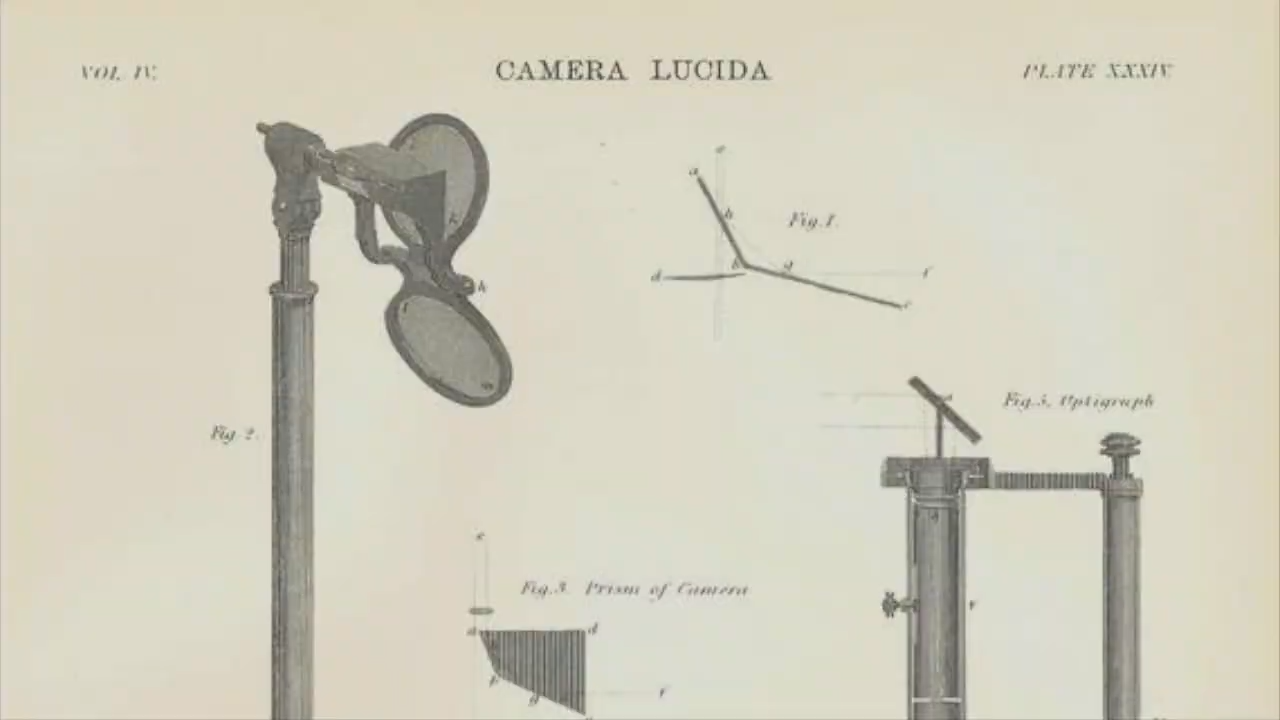 VOL IV.
CAMERA LUCIDA
PLATE XXXIV.
a
b
Fig.1.
k
d
g
f
h
c
Fig. 5. Optigraph
Fig 2.
e
Fig.3. Prism of Camera
a
d
g